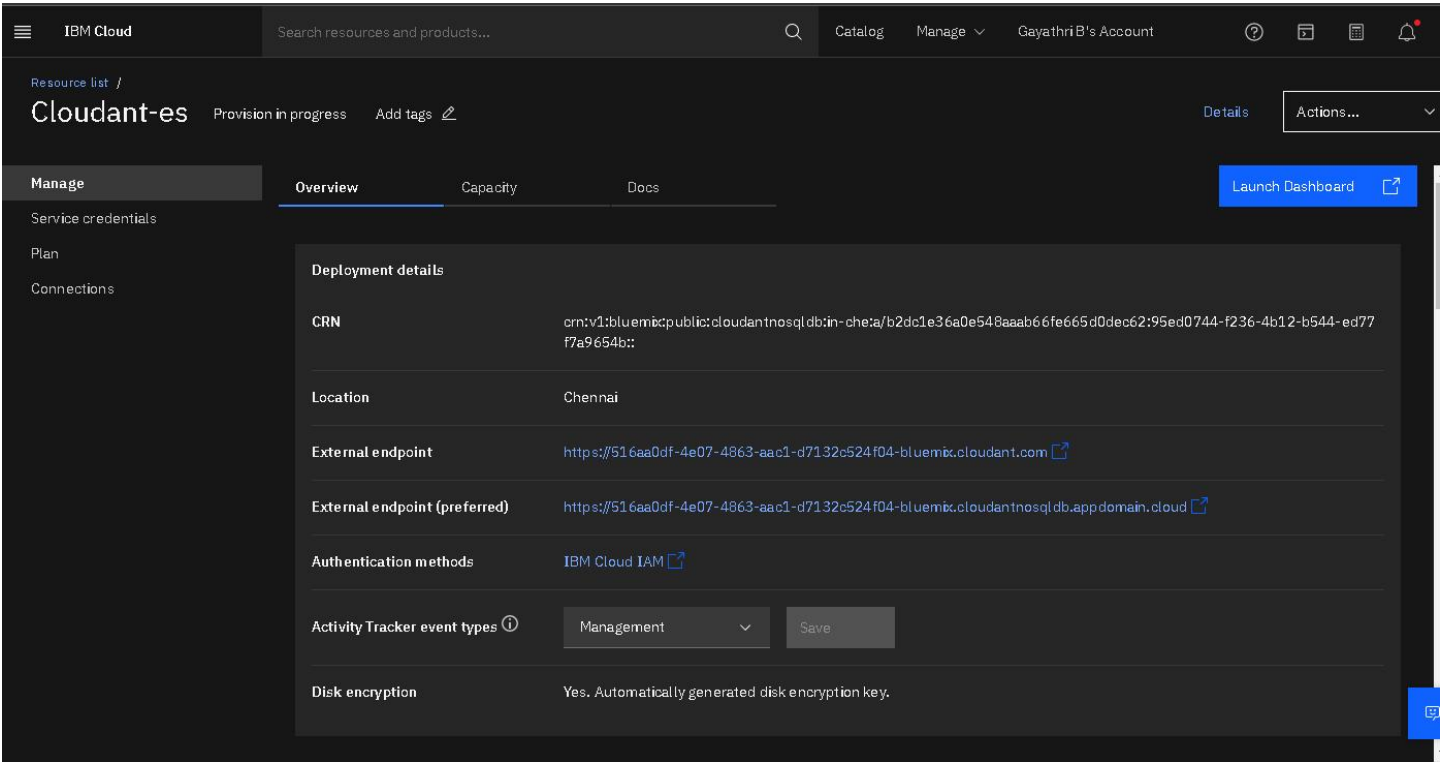 IBM Cloud
Search resources and products...
Catalog
Manage
Gayathri B's Account
Resource list /
Cloudant-es
Provision in progress
Add tags
Details
Actions...
Manage
Service credentials
Plan
Connections
Overview
Capacity
Docs
Launch Dashboard
Deployment details
CRN
crn:v1:bluemix:public:cloudantnosqldb:in-che:a/b2dc1e36a0e548aaab66fe665d0dec62:95ed0744-f236-4b12-b544-ed77
f7a9654b::
Location
Chennai
External endpoint
https://516aa0df-4e07-4863-aac1-d7132c524f04-bluemix.cloudant.com
External endpoint (preferred)
https://516aa0df-4e07-4863-aac1-d7132c524f04-bluemix.cloudantnosqldb.appdomain.cloud
Authentication methods
IBM Cloud IAM
Activity Tracker event types
Management
Save
Disk encryption
Yes. Automatically generated disk encryption key.